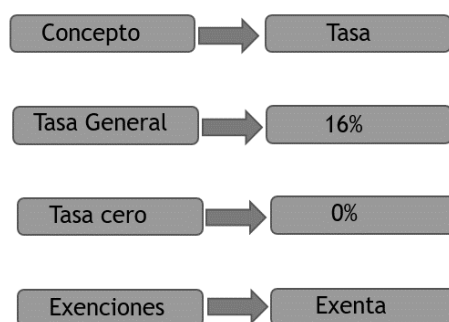 Concepto Tasa
Tasa General 16%
Tasa cero 0%
Exenciones Exenta